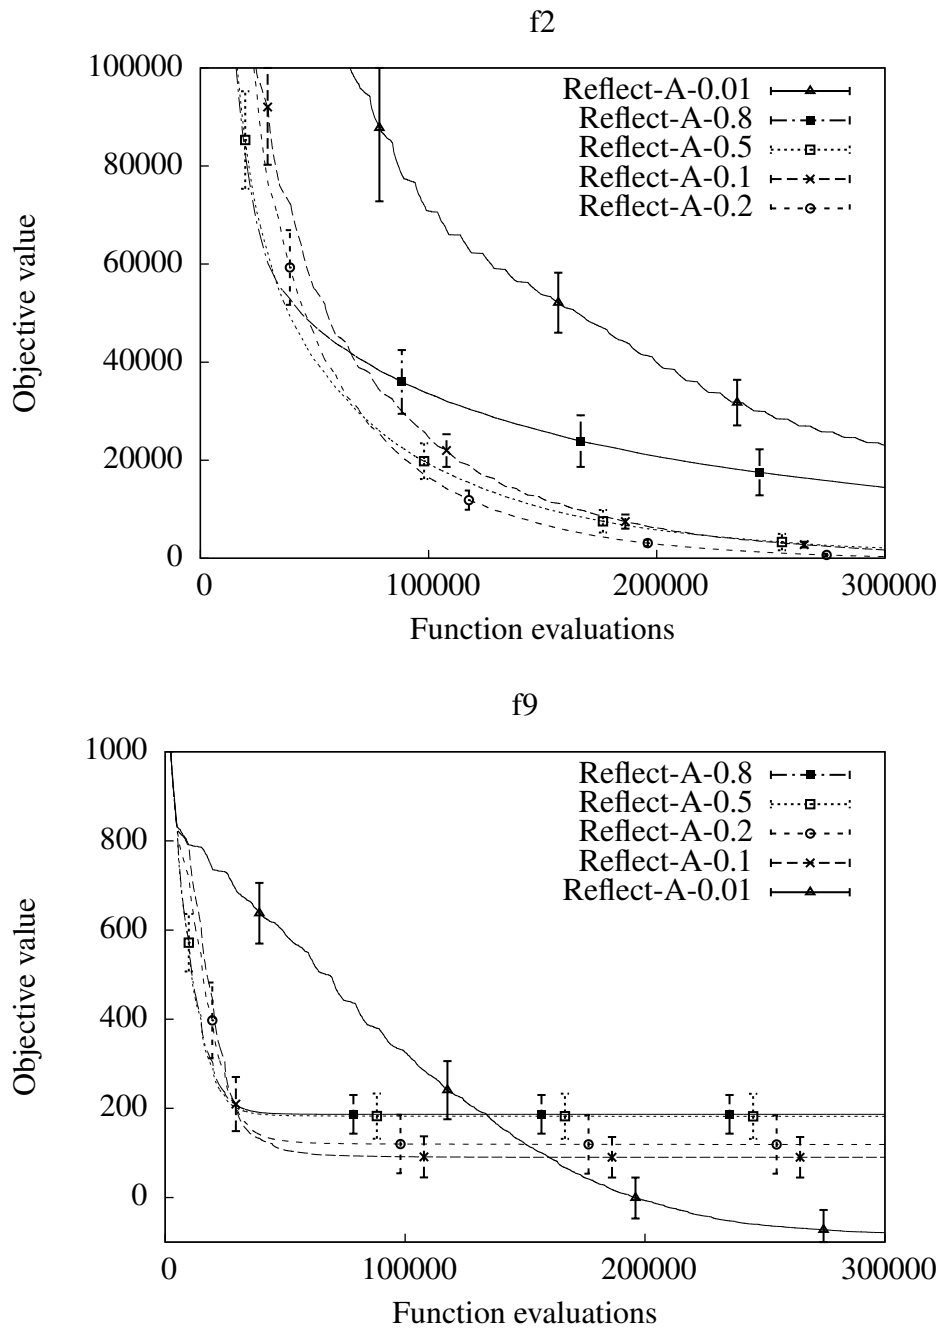 f2
100000
80000
60000
40000
20000
0
Objective value
Reflect-A-0.01
Reflect-A-0.8
Reflect-A-0.5
Reflect-A-0.1
Reflect-A-0.2
0 100000 200000 300000
Function evaluations
f9
1000
800
600
400
200
0
Objective value
Reflect-A-0.8
Reflect-A-0.5
Reflect-A-0.2
Reflect-A-0.1
Reflect-A-0.01
0 100000 200000 300000
Function evaluations